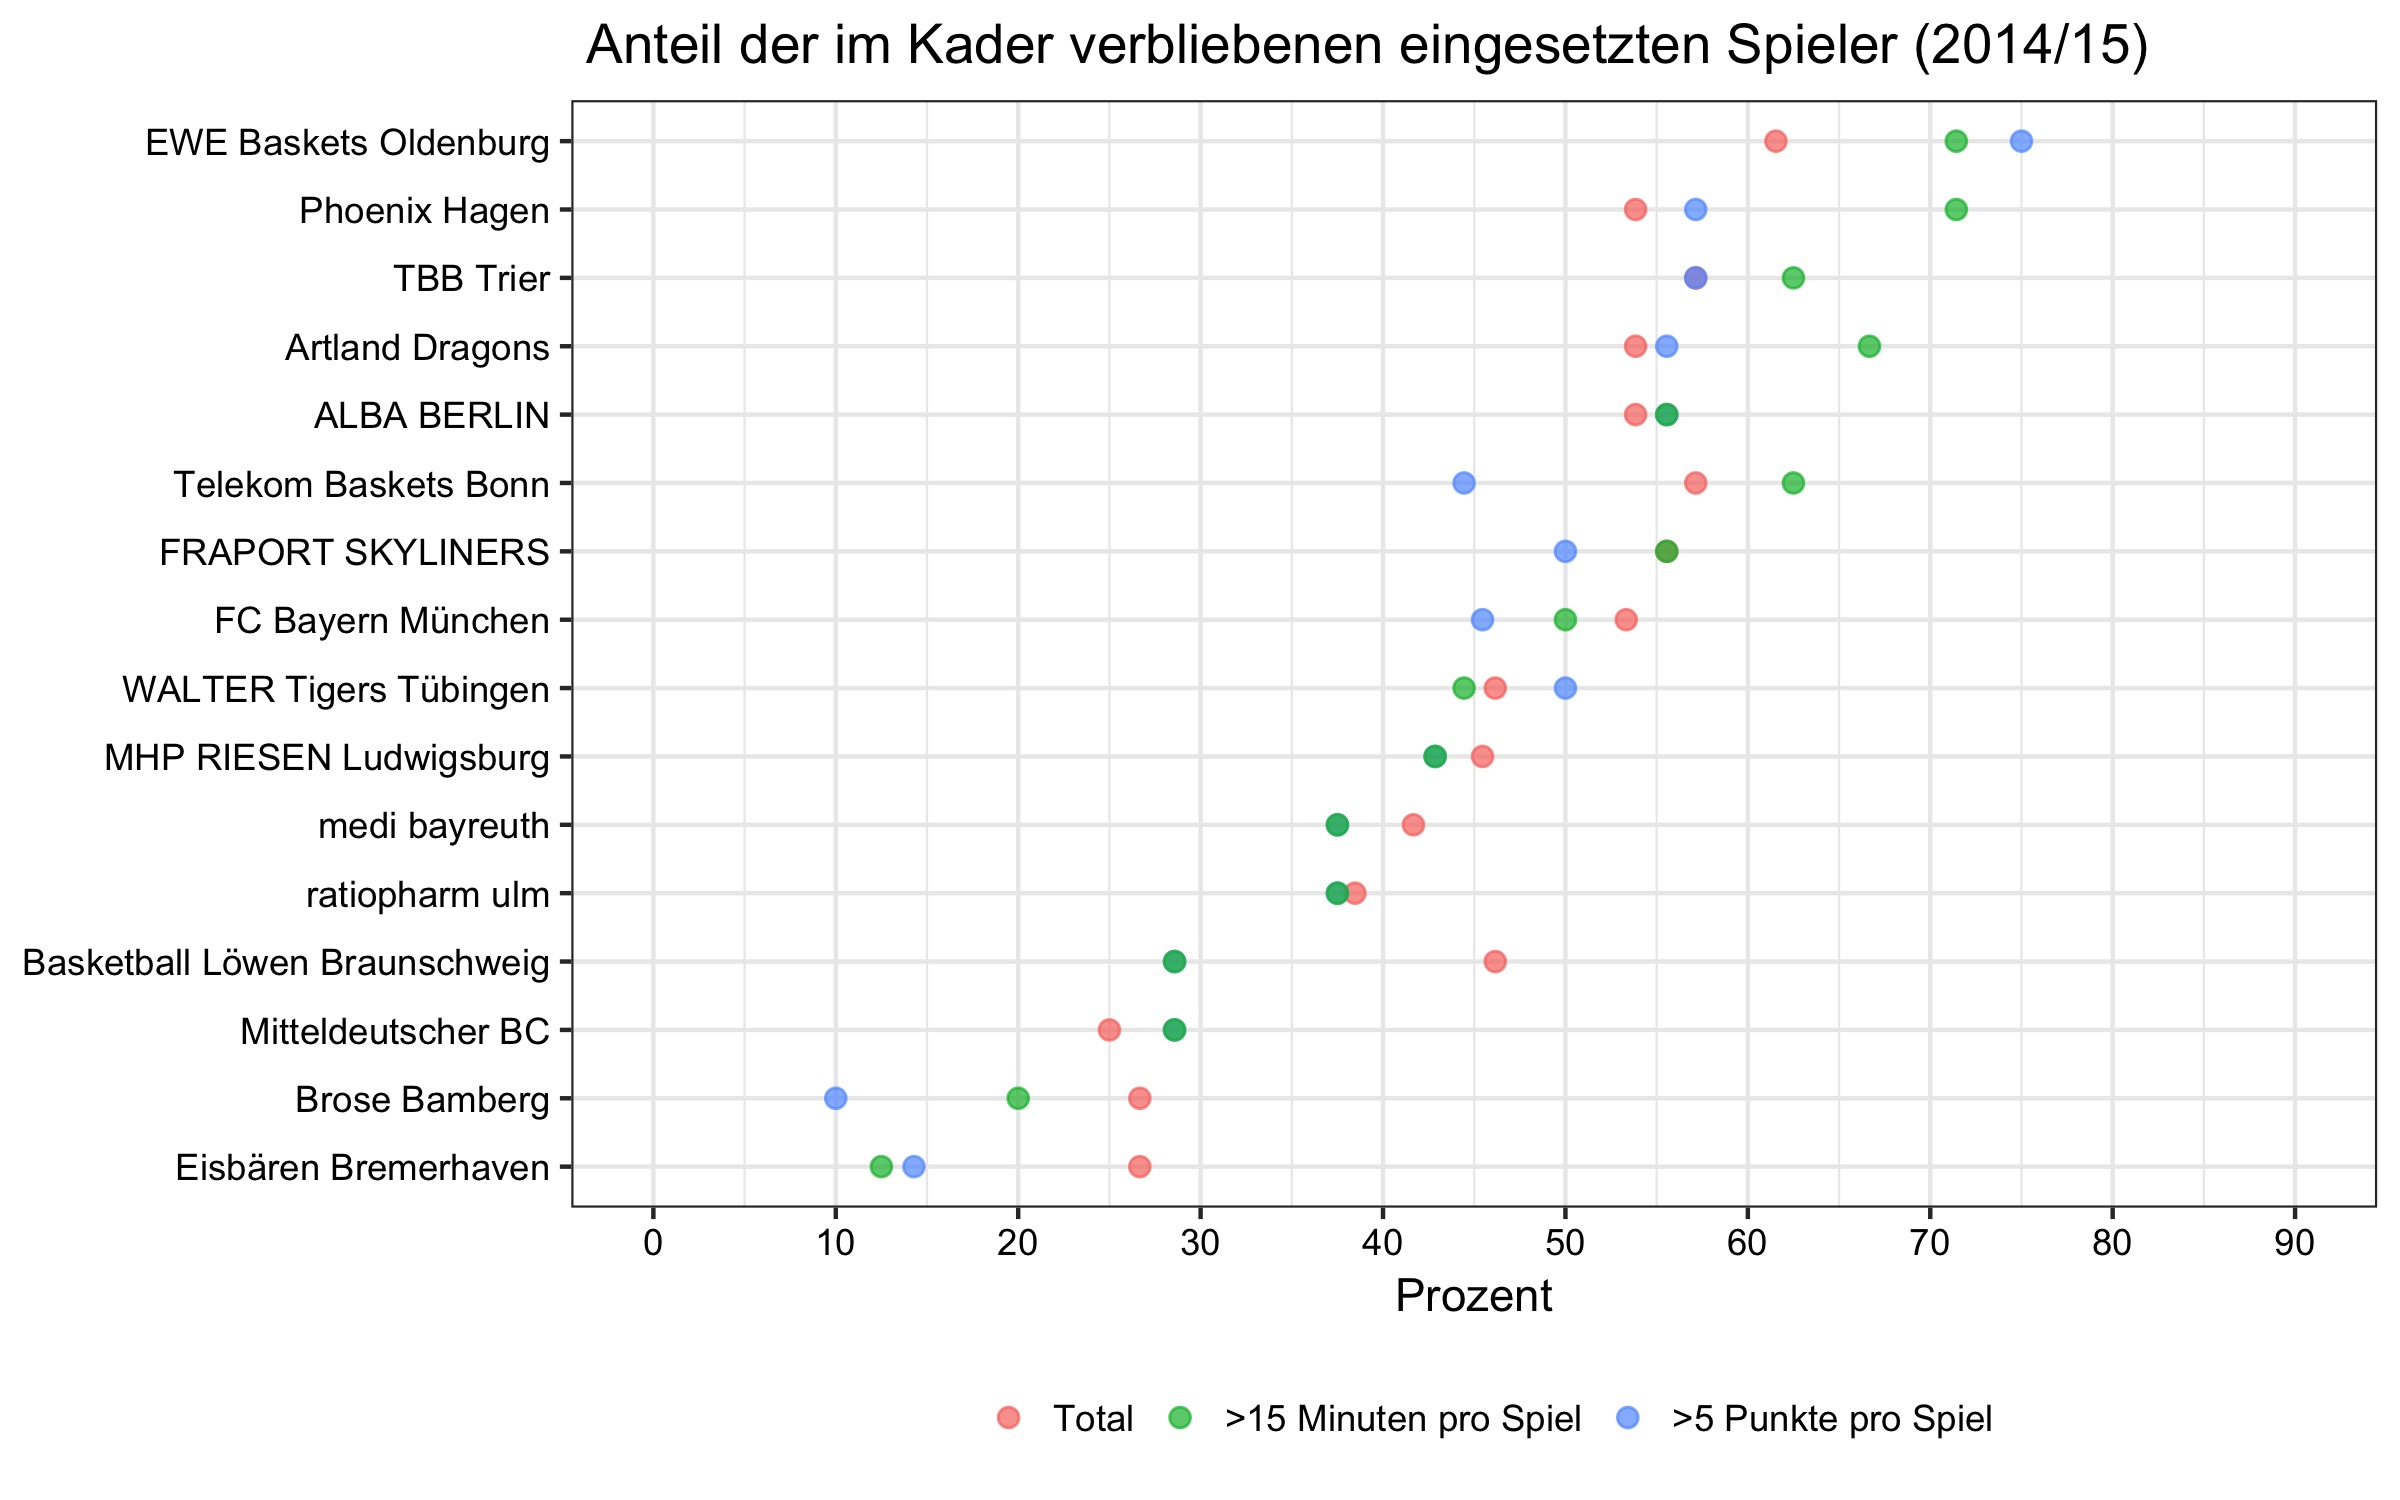 Anteil der im Kader verbliebenen eingesetzten Spieler (2014/15)
EWE Baskets Oldenburg
Phoenix Hagen
TBB Trier
Artland Dragons
ALBA BERLIN
Telekom Baskets Bonn
FRAPORT SKYLINERS
FC Bayern München
WALTER Tigers Tübingen
MHP RIESEN Ludwigsburg
medi bayreuth
ratiopharm ulm
Basketball Löwen Braunschweig
Mitteldeutscher BC
Brose Bamberg
Eisbären Bremerhaven
0 10 20 30 40 50 60 70 80 90
Prozent
Total >15 Minuten pro Spiel >5 Punkte pro Spiel